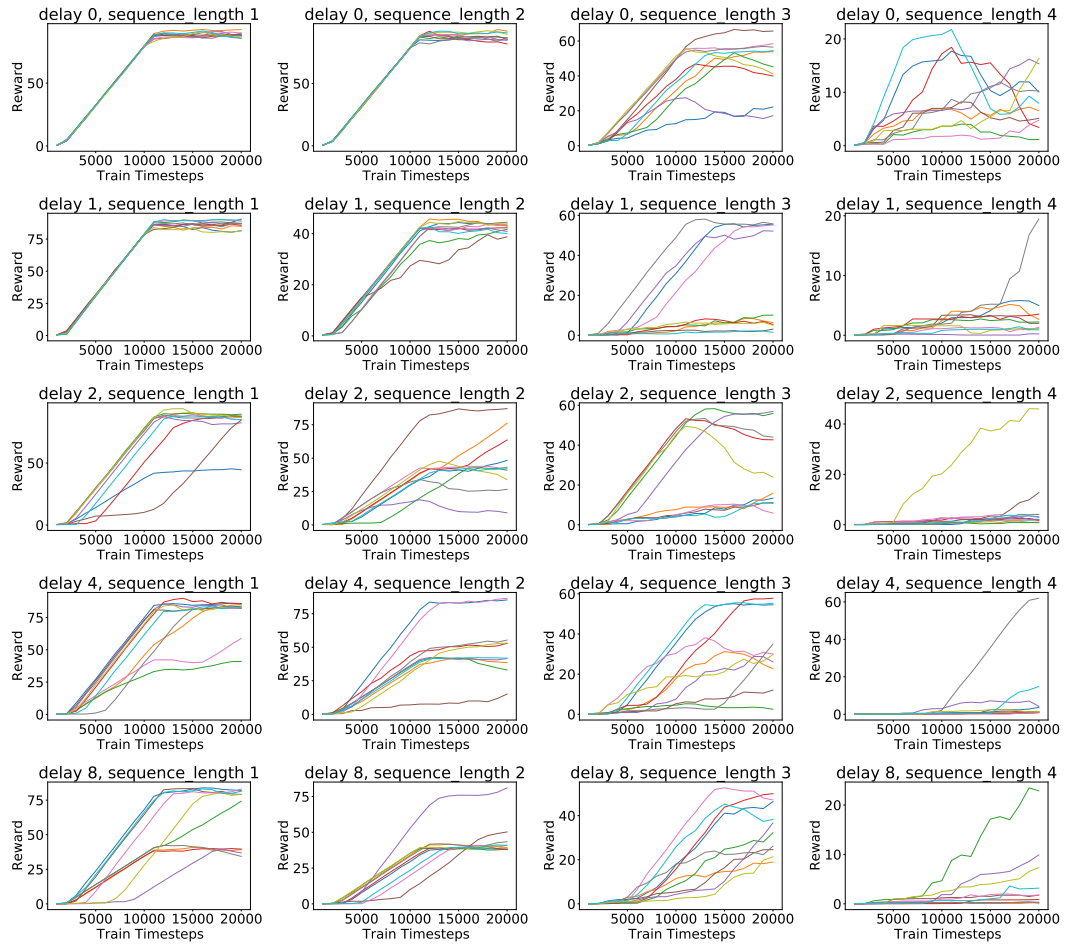 delay 0, sequence_length 1
delay 0, sequence_length 2
delay 0, sequence_length 3
delay 0, sequence_length 4
Reward
50
0
5000 10000 15000 20000
Train Timesteps
Reward
50
0
5000 10000 15000 20000
Train Timesteps
Reward
60
40
20
0
5000 10000 15000 20000
Train Timesteps
Reward
20
10
0
5000 10000 15000 20000
Train Timesteps
delay 1, sequence_length 1
delay 1, sequence_length 2
delay 1, sequence_length 3
delay 1, sequence_length 4
Reward
75
50
25
0
5000 10000 15000 20000
Train Timesteps
Reward
40
20
0
5000 10000 15000 20000
Train Timesteps
Reward
60
40
20
0
5000 10000 15000 20000
Train Timesteps
Reward
20
10
0
5000 10000 15000 20000
Train Timesteps
delay 2, sequence_length 1
delay 2, sequence_length 2
delay 2, sequence_length 3
delay 2, sequence_length 4
Reward
50
0
5000 10000 15000 20000
Train Timesteps
Reward
75
50
25
0
5000 10000 15000 20000
Train Timesteps
Reward
60
40
20
0
5000 10000 15000 20000
Train Timesteps
Reward
40
20
0
5000 10000 15000 20000
Train Timesteps
delay 4, sequence_length 1
delay 4, sequence_length 2
delay 4, sequence_length 3
delay 4, sequence_length 4
Reward
75
50
25
0
5000 10000 15000 20000
Train Timesteps
Reward
75
50
25
0
5000 10000 15000 20000
Train Timesteps
Reward
60
40
20
0
5000 10000 15000 20000
Train Timesteps
Reward
60
40
20
0
5000 10000 15000 20000
Train Timesteps
delay 8, sequence_length 1
delay 8, sequence_length 2
delay 8, sequence_length 3
delay 8, sequence_length 4
Reward
75
50
25
0
5000 10000 15000 20000
Train Timesteps
Reward
75
50
25
0
5000 10000 15000 20000
Train Timesteps
Reward
40
20
0
5000 10000 15000 20000
Train Timesteps
Reward
20
10
0
5000 10000 15000 20000
Train Timesteps